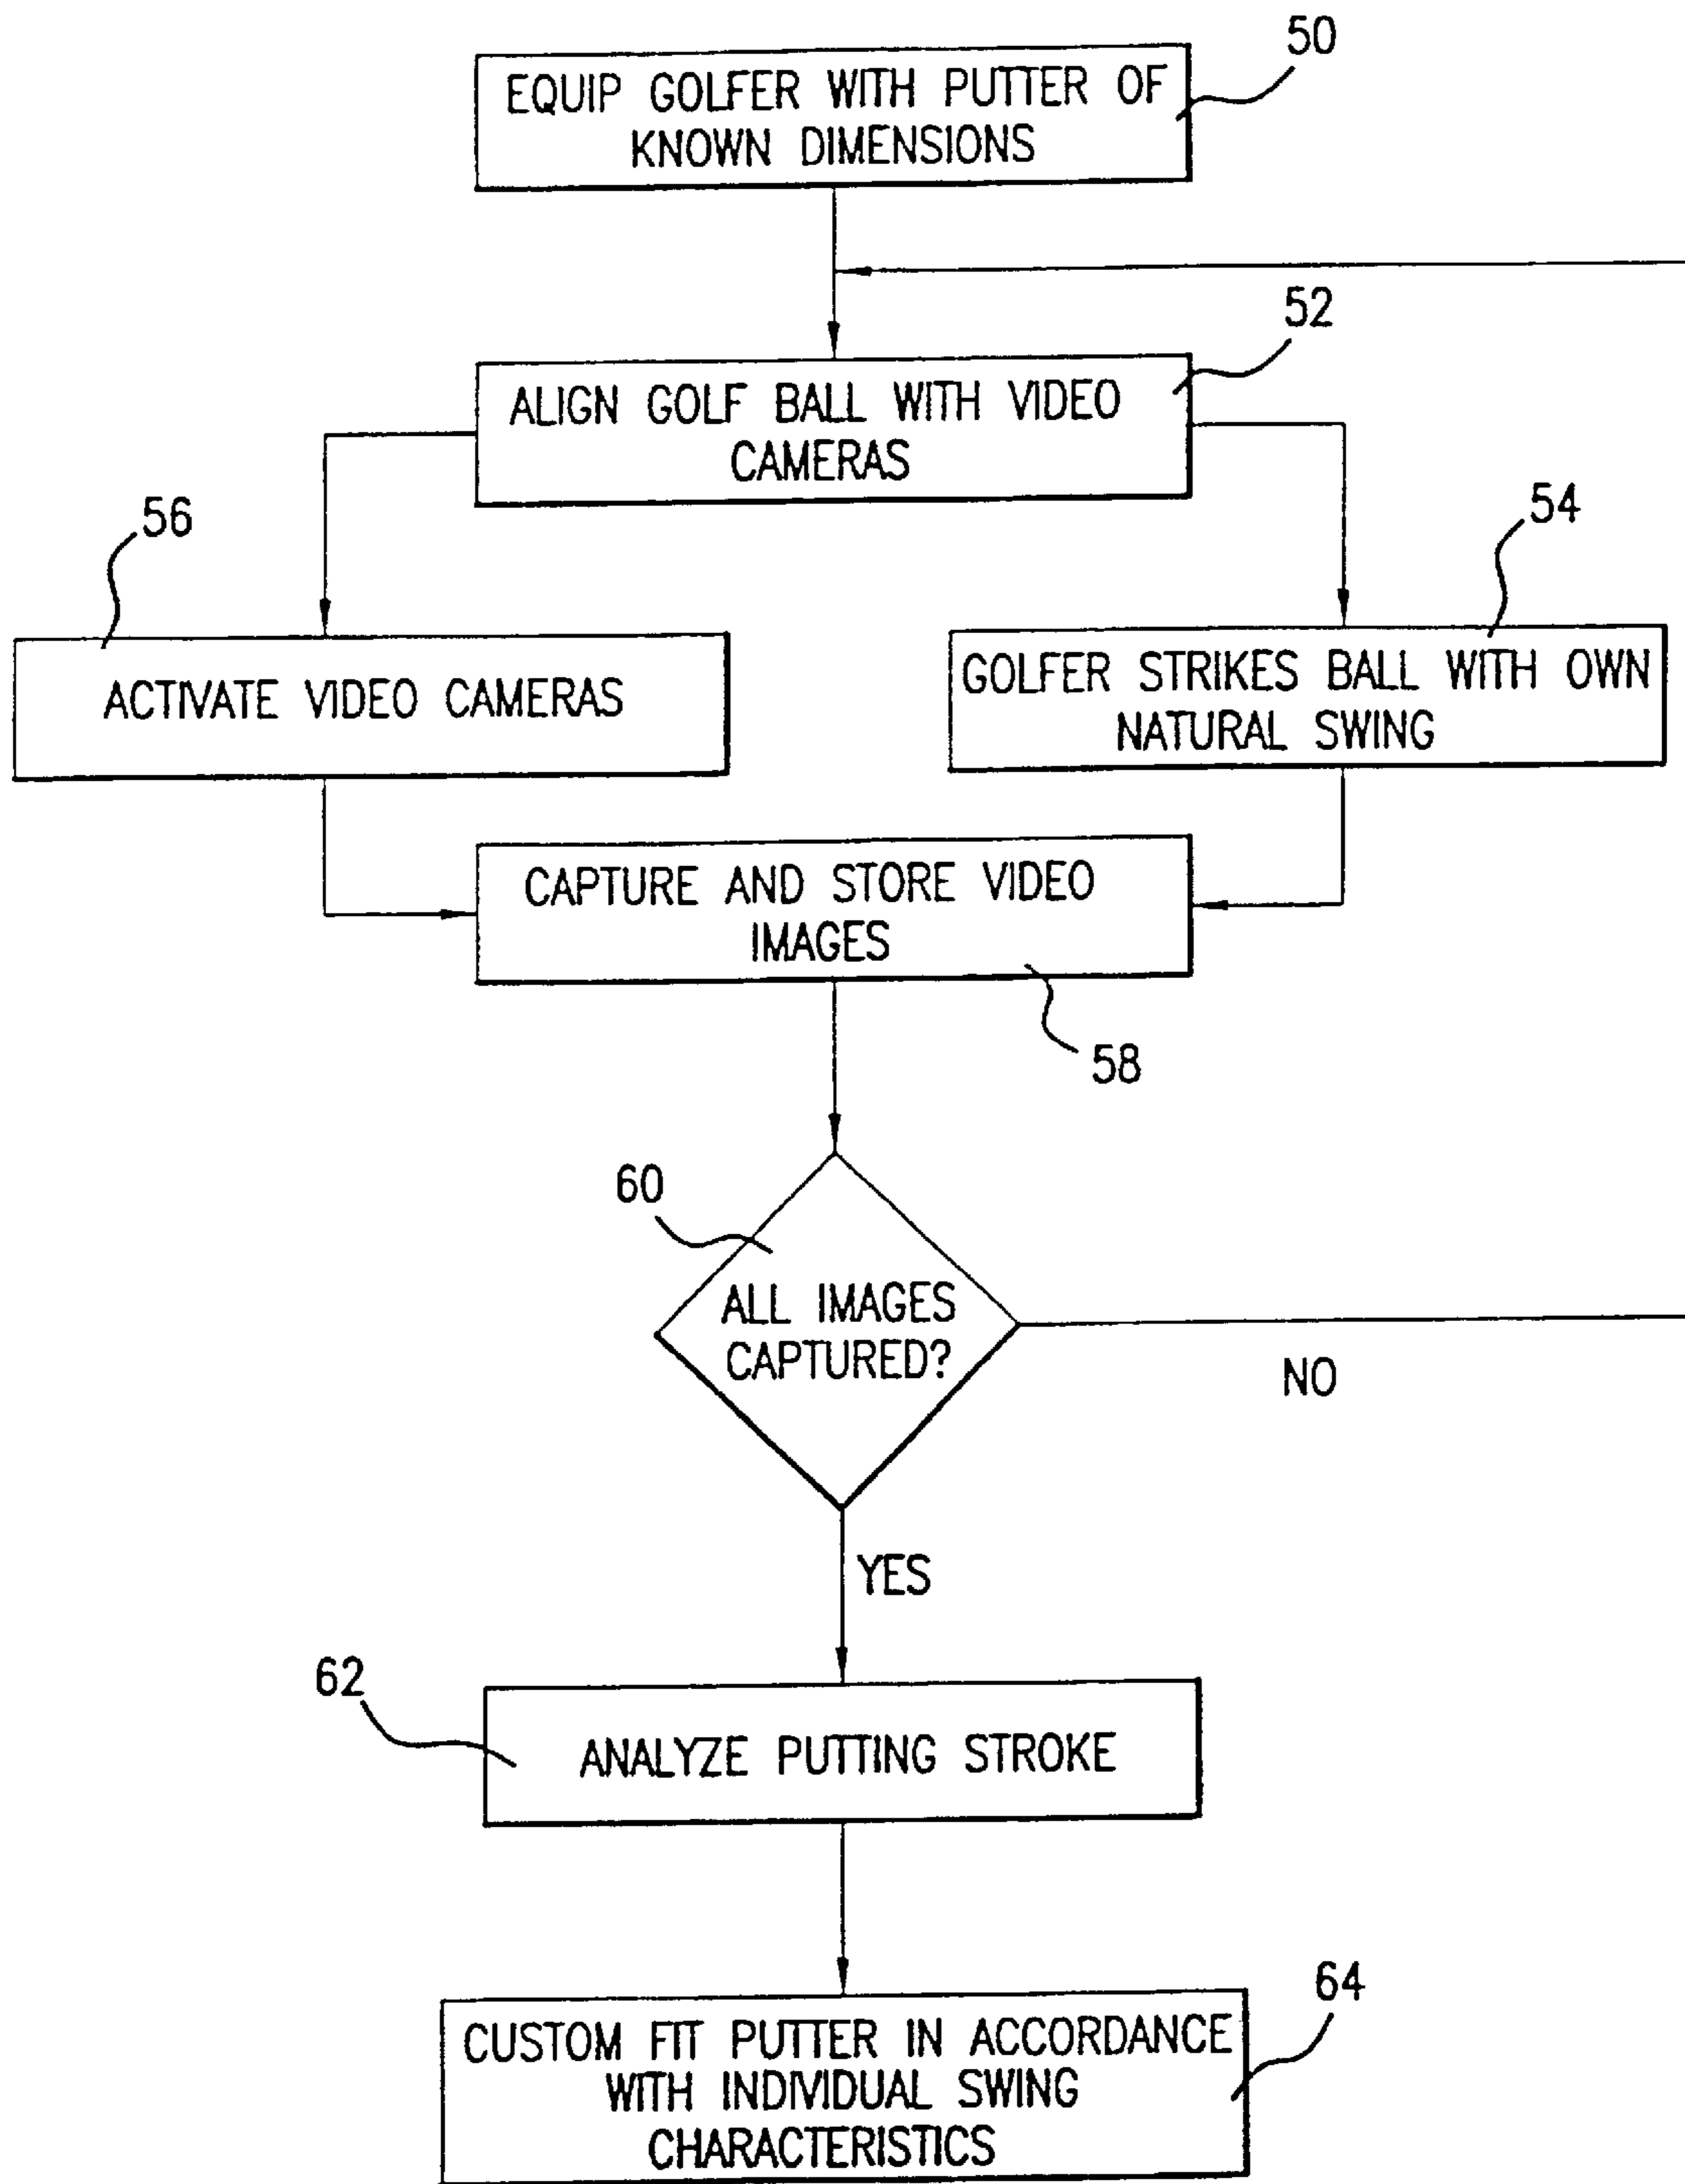 50
EQUIP GOLFER WITH PUTTER OF
KNOWN DIMENSIONS
52
ALIGN GOLF BALL WITH VIDEO
CAMERAS
56
ACTIVATE VIDEO CAMERAS
54
GOLFER STRIKES BALL WITH OWN
NATURAL SWING
CAPTURE AND STORE VIDEO
IMAGES
58
60
ALL IMAGES
CAPTURED?
NO
YES
62
ANALYZE PUTTING STROKE
64
CUSTOM FIT PUTTER IN ACCORDANCE
WITH INDIVIDUAL SWING
CHARACTERISTICS